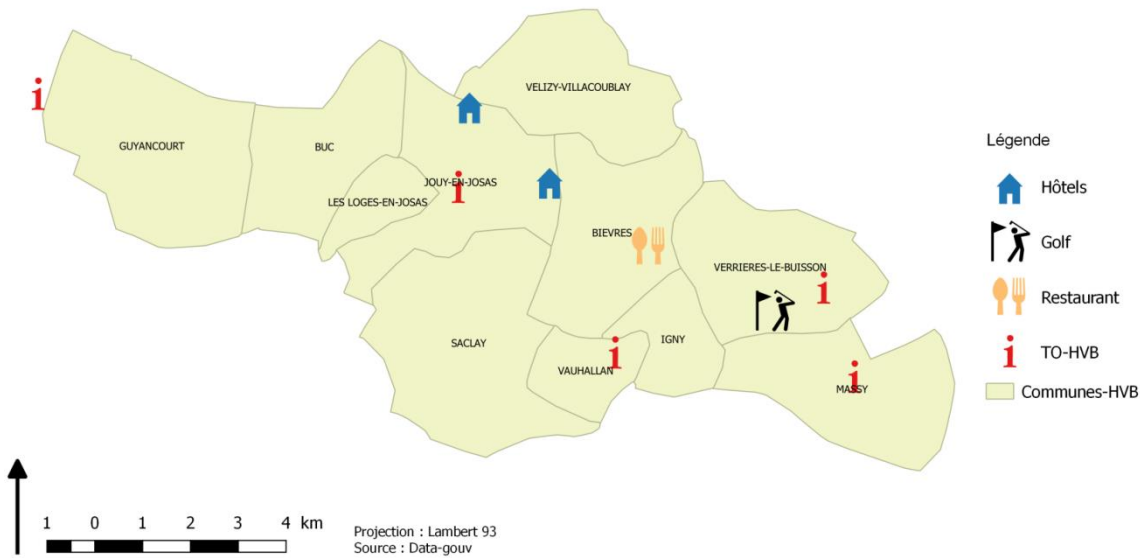 VELIZY-VILLACOUBLAY
GUYANCOURT
BUC
JOUY-EN-JOSAS
LES LOGES-EN-JOSAS
BIEVRES
VERRIERES-LE-BUISSON
SACLAY
IGNY
VAUHALLAN
MASSY
Légende
Hôtels
Golf
Restaurant
TO-HVB
Communes-HVB
1 0 1 2 3 4 km
Projection : Lambert 93
Source : Data-gouv